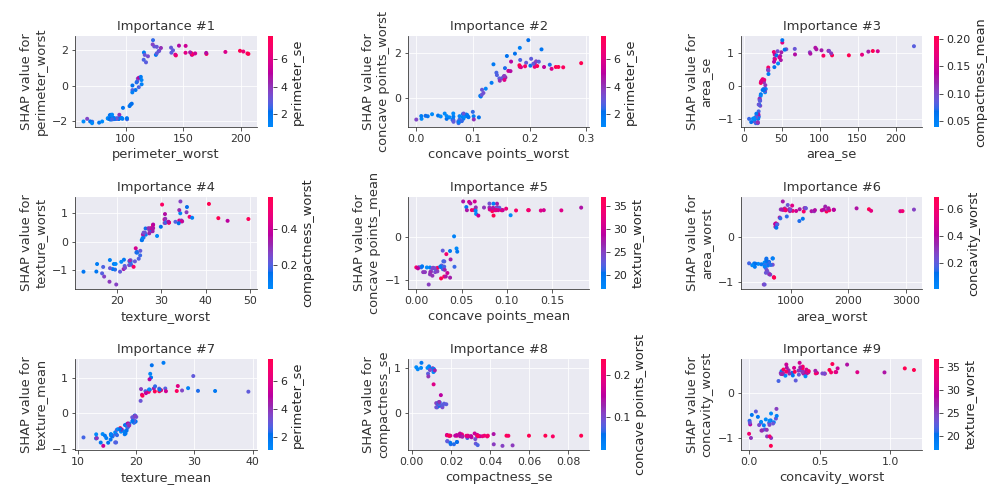 Importance #1
SHAP value for
perimeter_worst
2
0
−2
100
150
200
perimeter_worst
6
4
2
perimeter_se
Importance #2
SHAP value for
concave points_worst
2
0
0.0
0.1
0.2
0.3
concave points_worst
6
4
2
perimeter_se
Importance #3
SHAP value for
area_se
1
0
−1
0
50
100
150
200
area_se
0.20
0.15
0.10
0.05
compactness_mean
Importance #4
SHAP value for
texture_worst
1
0
−1
20
30
40
50
texture_worst
0.4
0.2
compactness_worst
Importance #5
SHAP value for
concave points_mean
0
−1
0.00
0.05
0.10
0.15
concave points_mean
35
30
25
20
texture_worst
Importance #6
SHAP value for
area_worst
0
−1
1000
2000
3000
area_worst
0.6
0.4
0.2
concavity_worst
Importance #7
SHAP value for
texture_mean
1
0
−1
10
20
30
40
texture_mean
6
4
2
perimeter_se
Importance #8
SHAP value for
compactness_se
1
0
0.00
0.02
0.04
0.06
0.08
compactness_se
0.2
0.1
concave points_worst
Importance #9
SHAP value for
concavity_worst
0
−1
0.0
0.5
1.0
concavity_worst
35
30
25
20
texture_worst